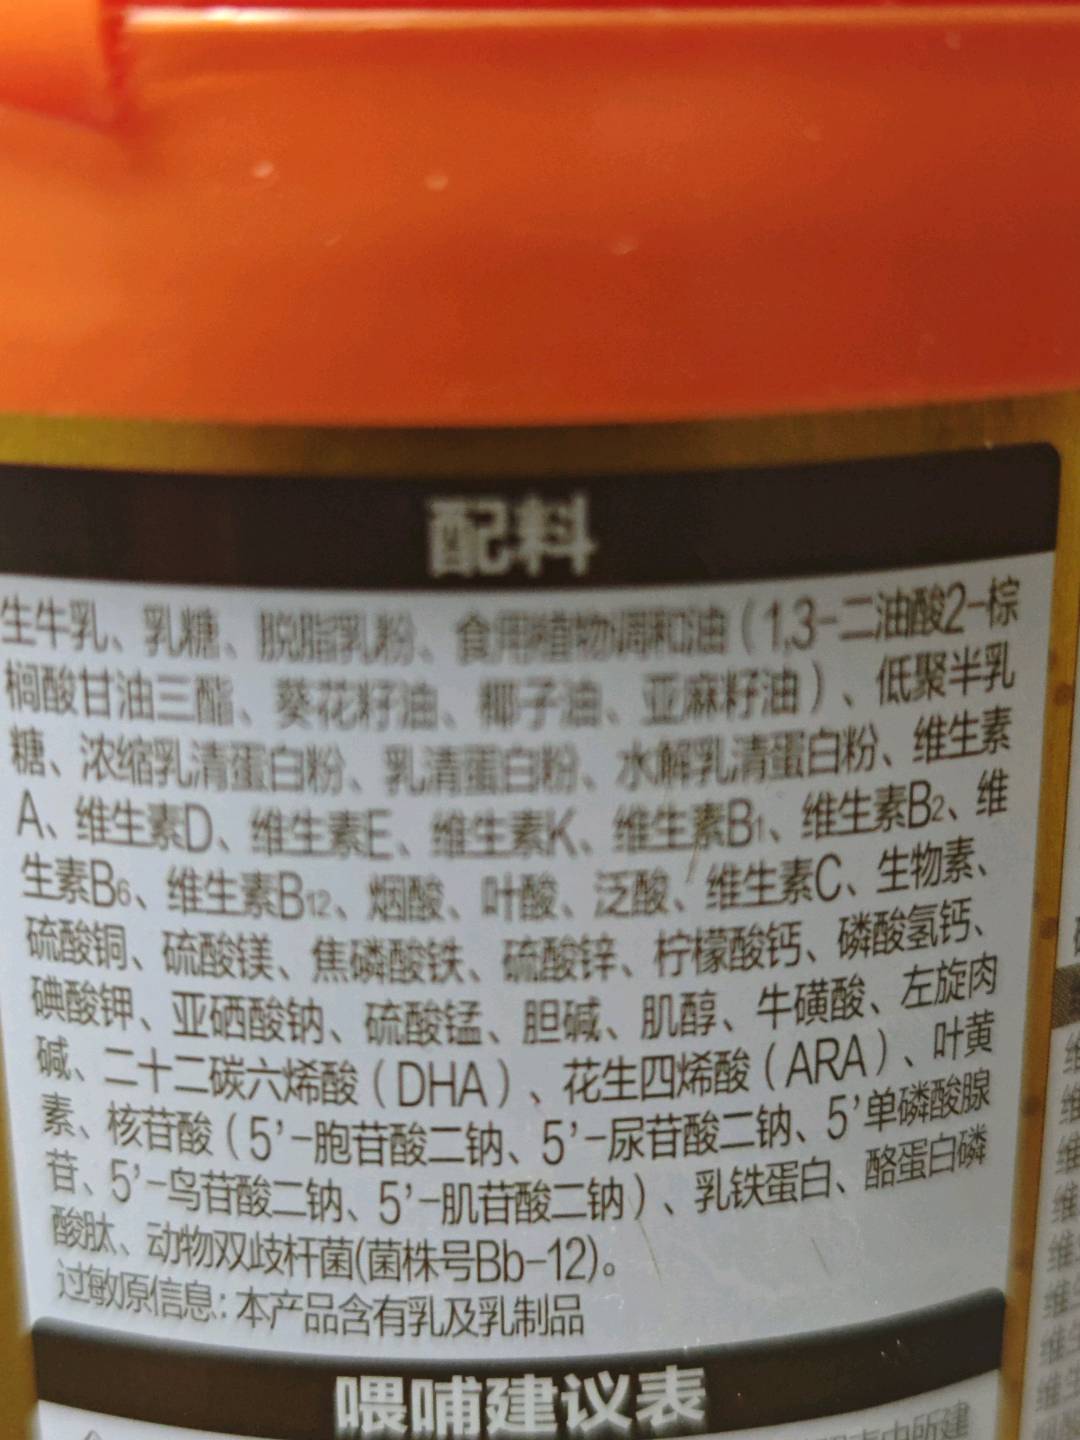 配料
生牛乳、乳糖、脱脂乳粉、食用植物调和油（1,3-二油酸2-棕
榈酸甘油三酯、葵花籽油、椰子油、亚麻籽油）、低聚半乳
糖、浓缩乳清蛋白粉、乳清蛋白粉、水解乳清蛋白粉、维生素
A、维生素D、维生素E、维生素K、维生素B1、维生素B2、维
生素B6、维生素B12、烟酸、叶酸、泛酸、维生素C、生物素、
硫酸铜、硫酸镁、焦磷酸铁、硫酸锌、柠檬酸钙、磷酸氢钙、
碘酸钾、亚硒酸钠、硫酸锰、胆碱、肌醇、牛磺酸、左旋肉
碱、二十二碳六烯酸（DHA）、花生四烯酸（ARA）、叶黄
素、核苷酸（5’-胞苷酸二钠、5’-尿苷酸二钠、5’单磷酸腺
苷、5’-鸟苷酸二钠、5’-肌苷酸二钠）、乳铁蛋白、酪蛋白磷
酸肽、动物双歧杆菌(菌株号Bb-12)。
过敏原信息：本产品含有乳及乳制品
喂哺建议表